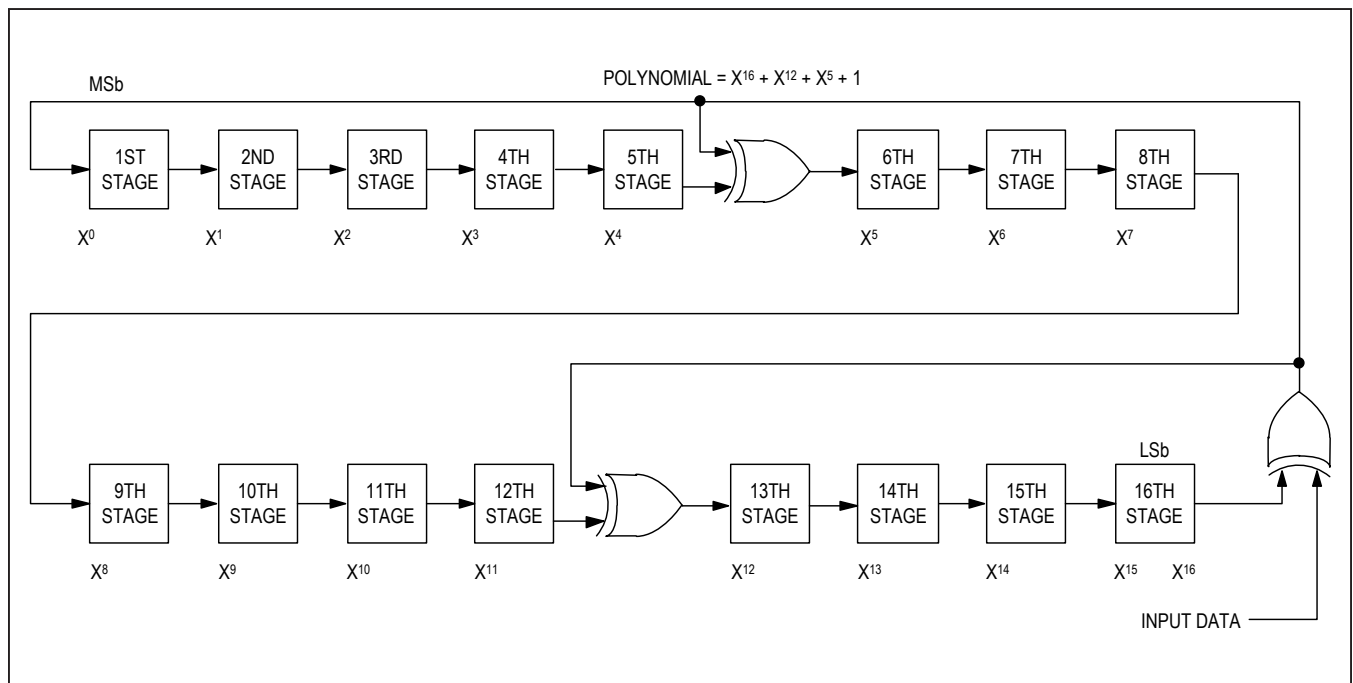 MSb
POLYNOMIAL = X¹⁶ + X¹² + X⁵ + 1
1ST
STAGE
2ND
STAGE
3RD
STAGE
4TH
STAGE
5TH
STAGE
6TH
STAGE
7TH
STAGE
8TH
STAGE
X⁰
X¹
X²
X³
X⁴
X⁵
X⁶
X⁷
LSb
9TH
STAGE
10TH
STAGE
11TH
STAGE
12TH
STAGE
13TH
STAGE
14TH
STAGE
15TH
STAGE
16TH
STAGE
X⁸
X⁹
X¹⁰
X¹¹
X¹²
X¹³
X¹⁴
X¹⁵
X¹⁶
INPUT DATA